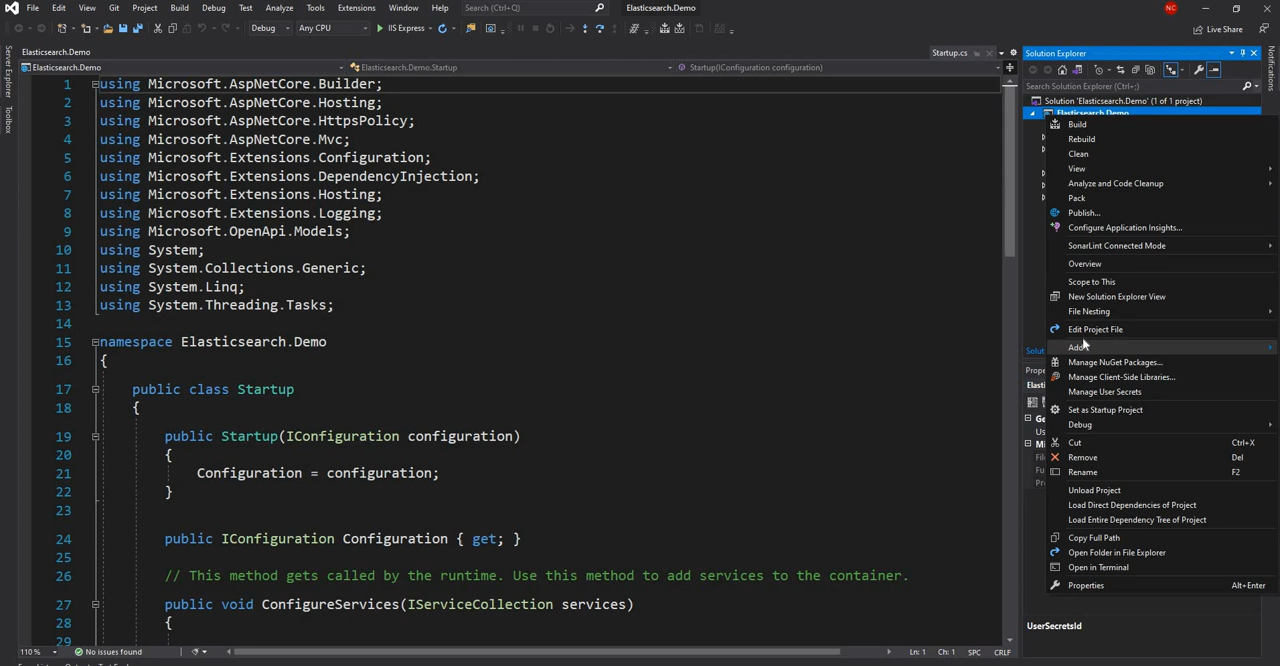 File Edit View Git Project Build Debug Test Analyze Tools Extensions Window Help Search (Ctrl+Q) Elasticsearch.Demo NC
Debug Any CPU IIS Express Live Share
Elasticsearch.Demo Startup.cs Solution Explorer
Elasticsearch.Demo Elasticsearch.Demo.Startup Startup(IConfiguration configuration)
Server Explorer
Toolbox
Notifications
1 using Microsoft.AspNetCore.Builder;
2 using Microsoft.AspNetCore.Hosting;
3 using Microsoft.AspNetCore.HttpsPolicy;
4 using Microsoft.AspNetCore.Mvc;
5 using Microsoft.Extensions.Configuration;
6 using Microsoft.Extensions.DependencyInjection;
7 using Microsoft.Extensions.Hosting;
8 using Microsoft.Extensions.Logging;
9 using Microsoft.OpenApi.Models;
10 using System;
11 using System.Collections.Generic;
12 using System.Linq;
13 using System.Threading.Tasks;
14
15 namespace Elasticsearch.Demo
16 {
17 public class Startup
18 {
19 public Startup(IConfiguration configuration)
20 {
21 Configuration = configuration;
22 }
23
24 public IConfiguration Configuration { get; }
25
26 // This method gets called by the runtime. Use this method to add services to the container.
27 public void ConfigureServices(IServiceCollection services)
28 {
29
110 % No issues found Ln: 1 Ch: 1 SPC CRLF
Search Solution Explorer (Ctrl+;)
Solution 'Elasticsearch.Demo' (1 of 1 project)
Elasticsearch.Demo
Build
Rebuild
Clean
View
Analyze and Code Cleanup
Pack
Publish...
Configure Application Insights...
SonarLint Connected Mode
Overview
Scope to This
New Solution Explorer View
File Nesting
Edit Project File
Add
Manage NuGet Packages...
Manage Client-Side Libraries...
Manage User Secrets
Set as Startup Project
Debug
Cut Ctrl+X
Remove Del
Rename F2
Unload Project
Load Direct Dependencies of Project
Load Entire Dependency Tree of Project
Copy Full Path
Open Folder in File Explorer
Open in Terminal
Properties Alt+Enter
UserSecretsId